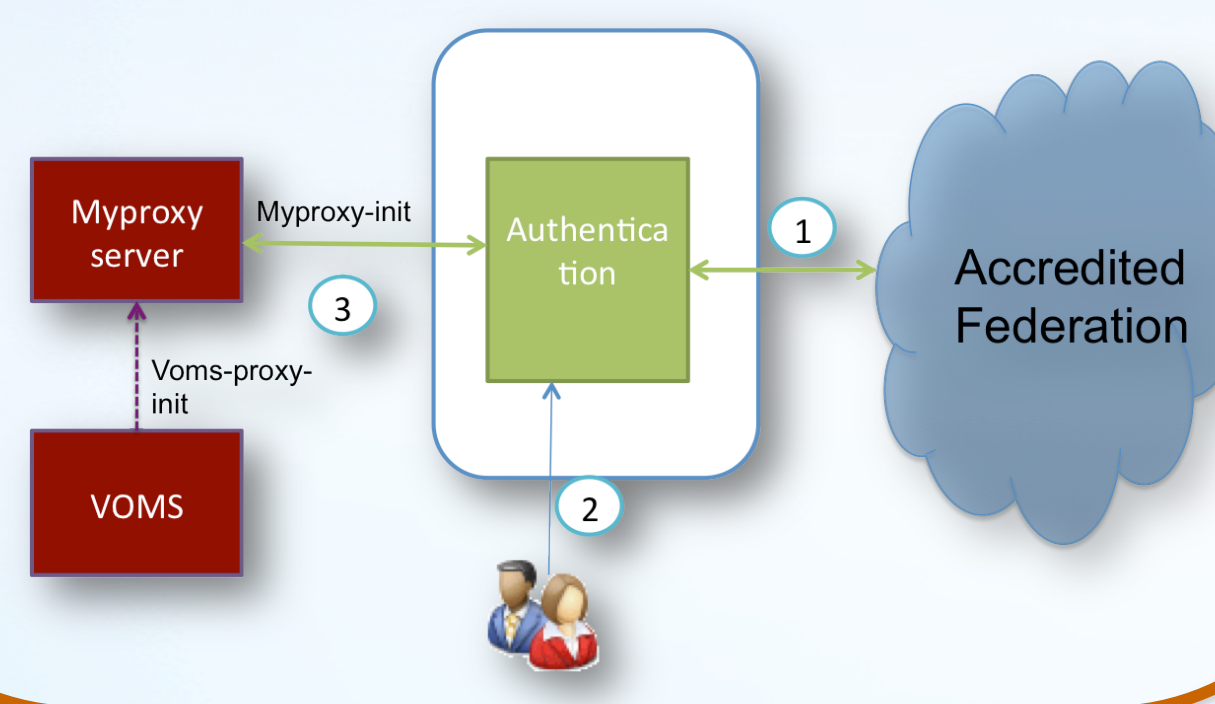 Myproxy
server
Myproxy-init
Authentica
tion
1
Accredited
Federation
3
Voms-proxy-
init
VOMS
2